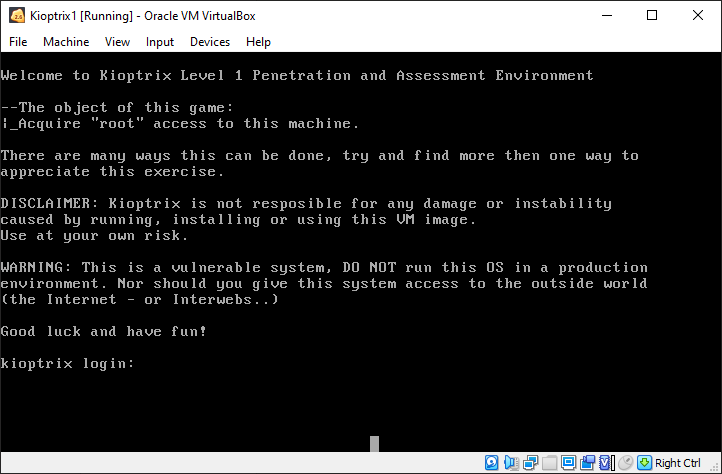 Kioptrix1 [Running] - Oracle VM VirtualBox
File Machine View Input Devices Help
Welcome to Kioptrix Level 1 Penetration and Assessment Environment
--The object of this game:
|_Acquire "root" access to this machine.
There are many ways this can be done, try and find more then one way to
appreciate this exercise.
DISCLAIMER: Kioptrix is not resposible for any damage or instability
caused by running, installing or using this VM image.
Use at your own risk.
WARNING: This is a vulnerable system, DO NOT run this OS in a production
environment. Nor should you give this system access to the outside world
(the Internet - or Interwebs..)
Good luck and have fun!
kioptrix login:
Right Ctrl